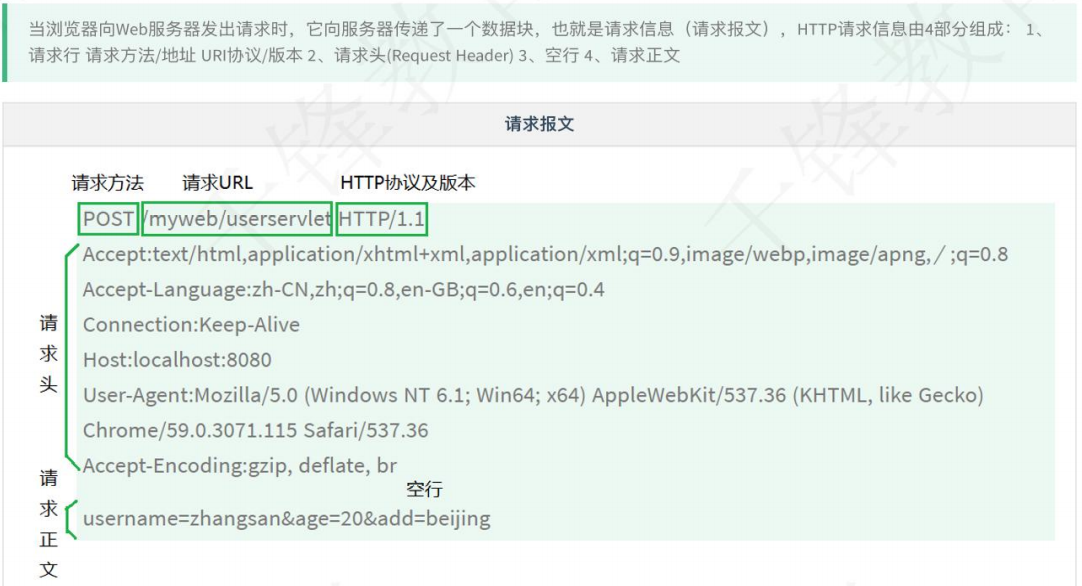 当浏览器向Web服务器发出请求时，它向服务器传递了一个数据块，也就是请求信息（请求报文），HTTP请求信息由4部分组成： 1、
请求行 请求方法/地址 URI协议/版本 2、请求头(Request Header) 3、空行 4、请求正文
请求报文
请求方法 请求URL HTTP协议及版本
POST /myweb/userservlet HTTP/1.1
Accept:text/html,application/xhtml+xml,application/xml;q=0.9,image/webp,image/apng,/;q=0.8
Accept-Language:zh-CN,zh;q=0.8,en-GB;q=0.6,en;q=0.4
Connection:Keep-Alive
Host:localhost:8080
User-Agent:Mozilla/5.0 (Windows NT 6.1; Win64; x64) AppleWebKit/537.36 (KHTML, like Gecko)
Chrome/59.0.3071.115 Safari/537.36
Accept-Encoding:gzip, deflate, br
请求头
空行
username=zhangsan&age=20&add=beijing
请求正文